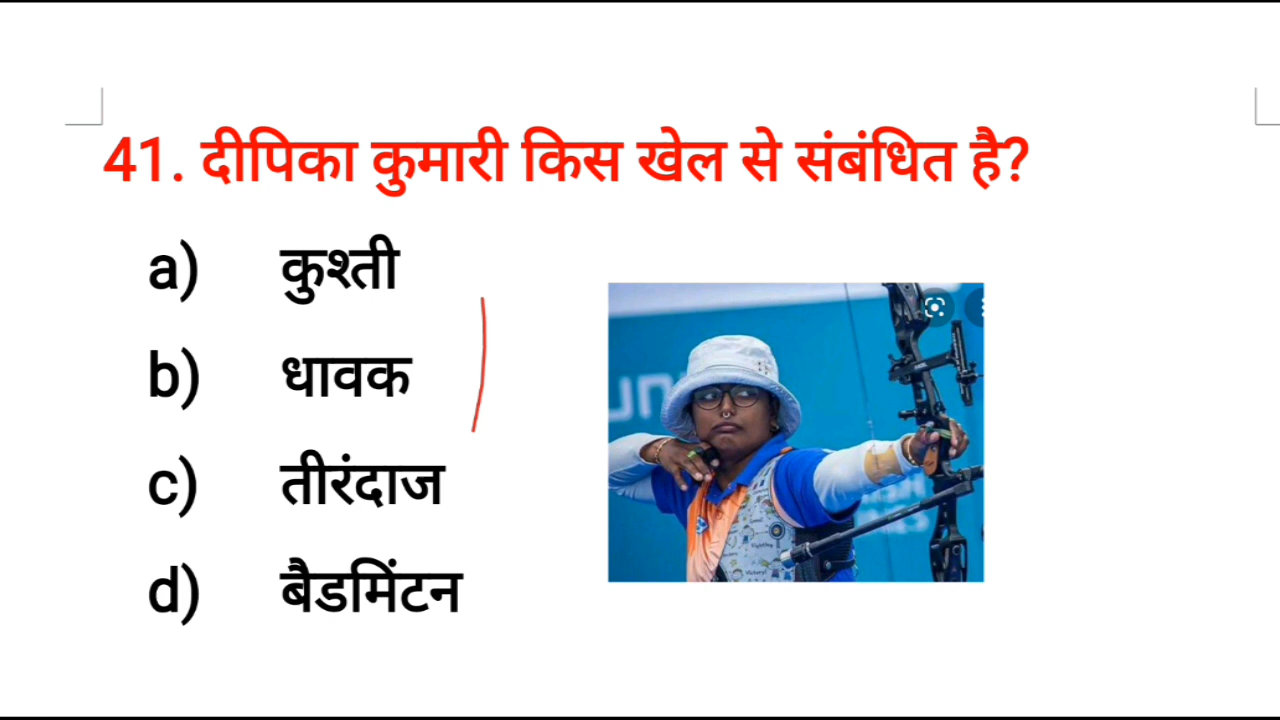 41. दीपिका कुमारी किस खेल से संबंधित है?
a) कुश्ती
b) धावक
c) तीरंदाज
d) बैडमिंटन